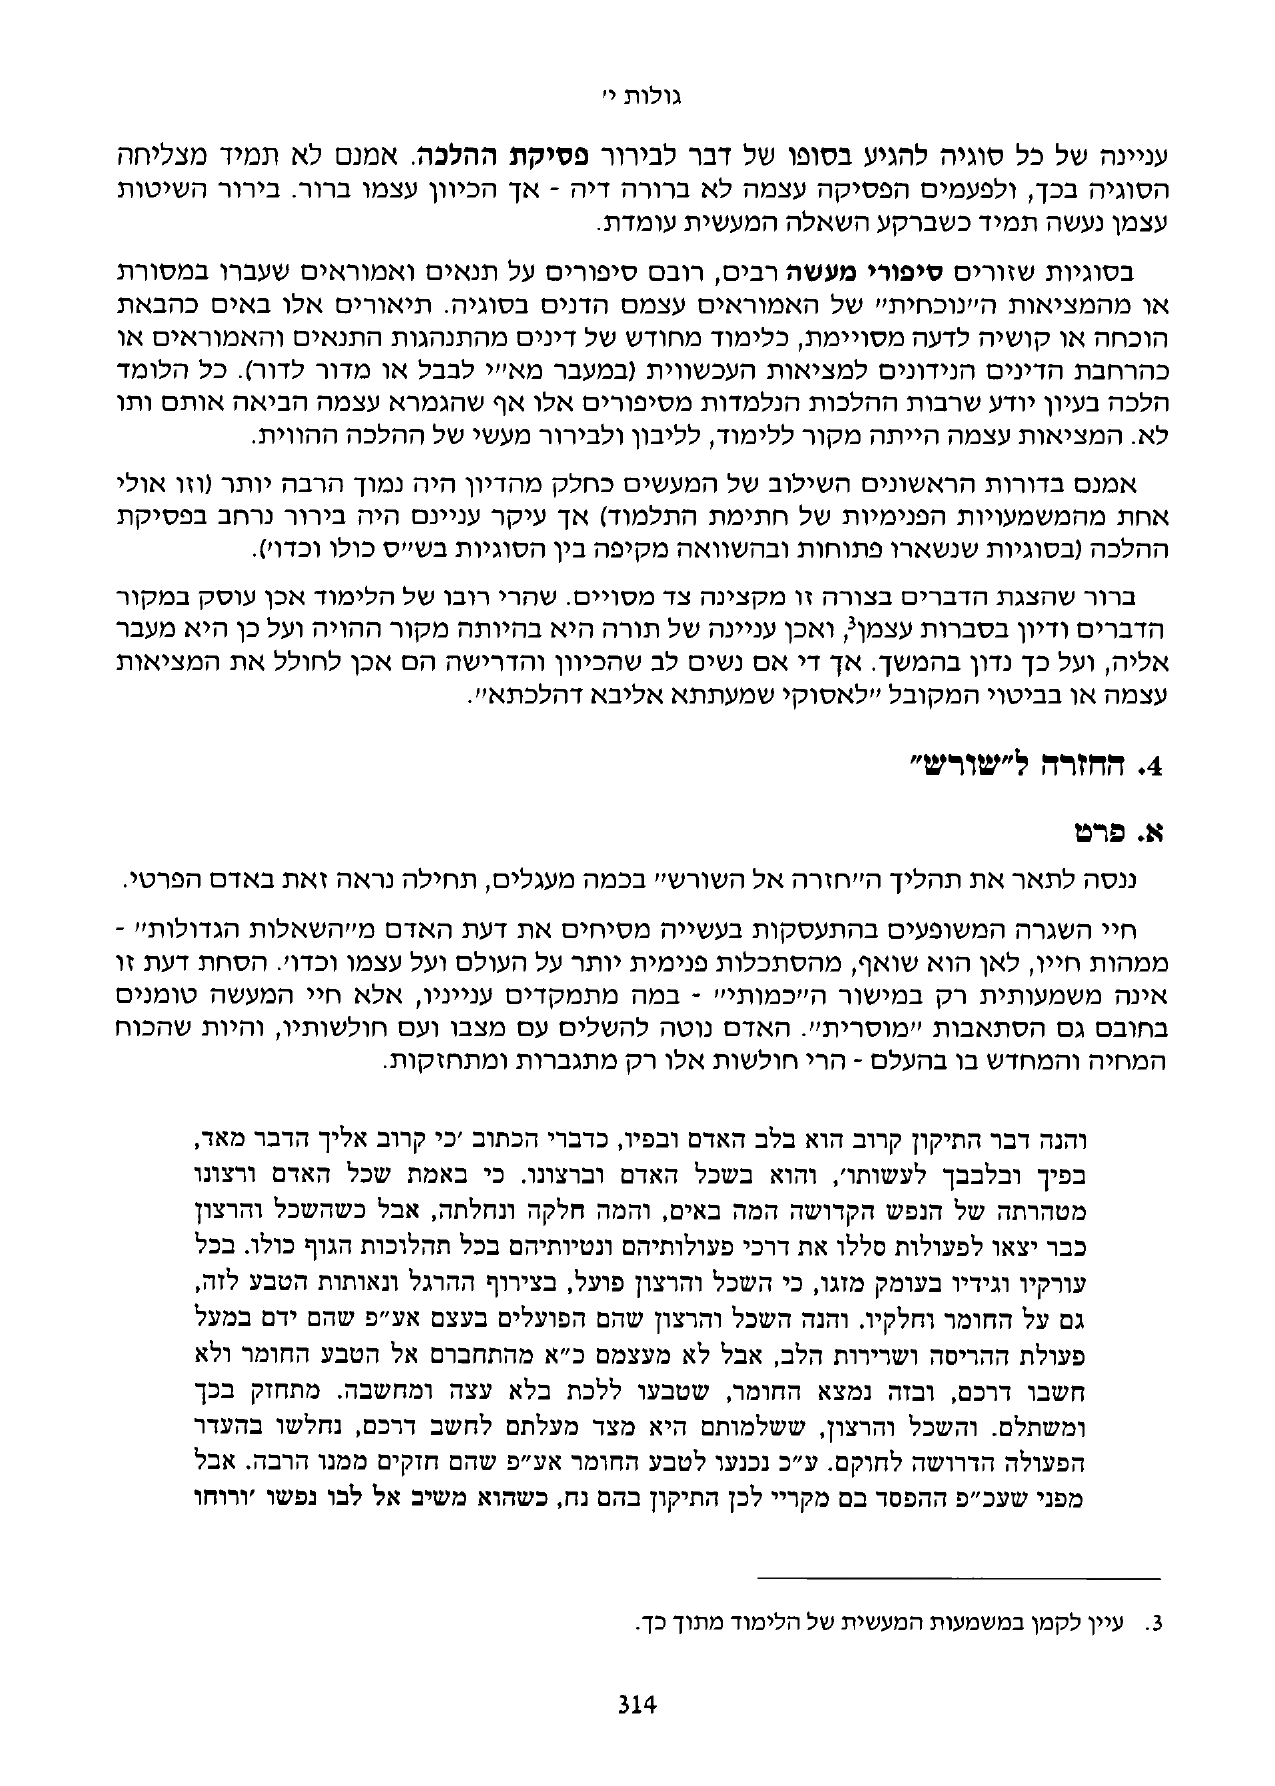 גולות י'
עניינה של כל סוגיה להגיע בסופו של דבר לבירור פסיקת ההלכה. אמנם לא תמיד מצליחה
הסוגיה בכך, ולפעמים הפסיקה עצמה לא ברורה דיה - אך הכיוון עצמו ברור. בירור השיטות
עצמן נעשה תמיד כשברקע השאלה המעשית עומדת.
בסוגיות שזורים סיפורי מעשה רבים, רובם סיפורים על תנאים ואמוראים שעברו במסורת
או מהמציאות ה"נוכחית" של האמוראים עצמם הדנים בסוגיה. תיאורים אלו באים כהבאת
הוכחה או קושיה לדעה מסויימת, כלימוד מחודש של דינים מהתנהגות התנאים והאמוראים או
כהרחבת הדינים הנידונים למציאות העכשווית (במעבר מא"י לבבל או מדור לדור). כל הלומד
הלכה בעיון יודע שרבות ההלכות הנלמדות מסיפורים אלו אף שהגמרא עצמה הביאה אותם ותו
לא. המציאות עצמה הייתה מקור ללימוד, לליבון ולבירור מעשי של ההלכה ההווית.
אמנם בדורות הראשונים השילוב של המעשים כחלק מהדיון היה נמוך הרבה יותר (וזו אולי
אחת מהמשמעויות הפנימיות של חתימת התלמוד) אך עיקר עניינם היה בירור נרחב בפסיקת
ההלכה (בסוגיות שנשארו פתוחות ובהשוואה מקיפה בין הסוגיות בש"ס כולו וכדו').
ברור שהצגת הדברים בצורה זו מקצינה צד מסויים. שהרי רובו של הלימוד אכן עוסק במקור
הדברים ודיון בסברות עצמן3, ואכן עניינה של תורה היא בהיותה מקור ההויה ועל כן היא מעבר
אליה, ועל כך נדון בהמשך. אך די אם נשים לב שהכיוון והדרישה הם אכן לחולל את המציאות
עצמה או בביטוי המקובל "לאסוקי שמעתתא אליבא דהלכתא".
4. החזרה ל"שורש"
א. פרט
ננסה לתאר את תהליך ה"חזרה אל השורש" בכמה מעגלים, תחילה נראה זאת באדם הפרטי.
חיי השגרה המשופעים בהתעסקות בעשייה מסיחים את דעת האדם מ"השאלות הגדולות" -
ממהות חייו, לאן הוא שואף, מהסתכלות פנימית יותר על העולם ועל עצמו וכדו'. הסחת דעת זו
אינה משמעותית רק במישור ה"כמותי" - במה מתמקדים ענייניו, אלא חיי המעשה טומנים
בחובם גם הסתאבות "מוסרית". האדם נוטה להשלים עם מצבו ועם חולשותיו, והיות שהכוח
המחיה והמחדש בו בהעלם - הרי חולשות אלו רק מתגברות ומתחזקות.
והנה דבר התיקון קרוב הוא בלב האדם ובפיו, כדברי הכתוב 'כי קרוב אליך הדבר מאד,
בפיך ובלבבך לעשותו', והוא בשכל האדם וברצונו. כי באמת שכל האדם ורצונו
מטהרתה של הנפש הקדושה המה באים, והמה חלקה ונחלתה, אבל כשהשכל והרצון
כבר יצאו לפעולות סללו את דרכי פעולותיהם ונטיותיהם בכל תהלוכות הגוף כולו. בכל
עורקיו וגידיו בעומק מזגו, כי השכל והרצון פועל, בצירוף ההרגל ונאותות הטבע לזה,
גם על החומר וחלקיו. והנה השכל והרצון שהם הפועלים בעצם אע"פ שהם ידם במעל
פעולת ההריסה ושרירות הלב, אבל לא מעצמם כ"א מהתחברם אל הטבע החומר ולא
חשבו דרכם, ובזה נמצא החומר, שטבעו ללכת בלא עצה ומחשבה. מתחזק בכך
ומשתלם. והשכל והרצון, ששלמותם היא מצד מעלתם לחשב דרכם, נחלשו בהעדר
הפעולה הדרושה לחוקם. ע"כ נכנעו לטבע החומר אע"פ שהם חזקים ממנו הרבה. אבל
מפני שעכ"פ ההפסד בם מקריי לכן התיקון בהם נח, כשהוא משיב אל לבו נפשו 'ורוחו
3. עיין לקמן במשמעות המעשית של הלימוד מתוך כך.
314